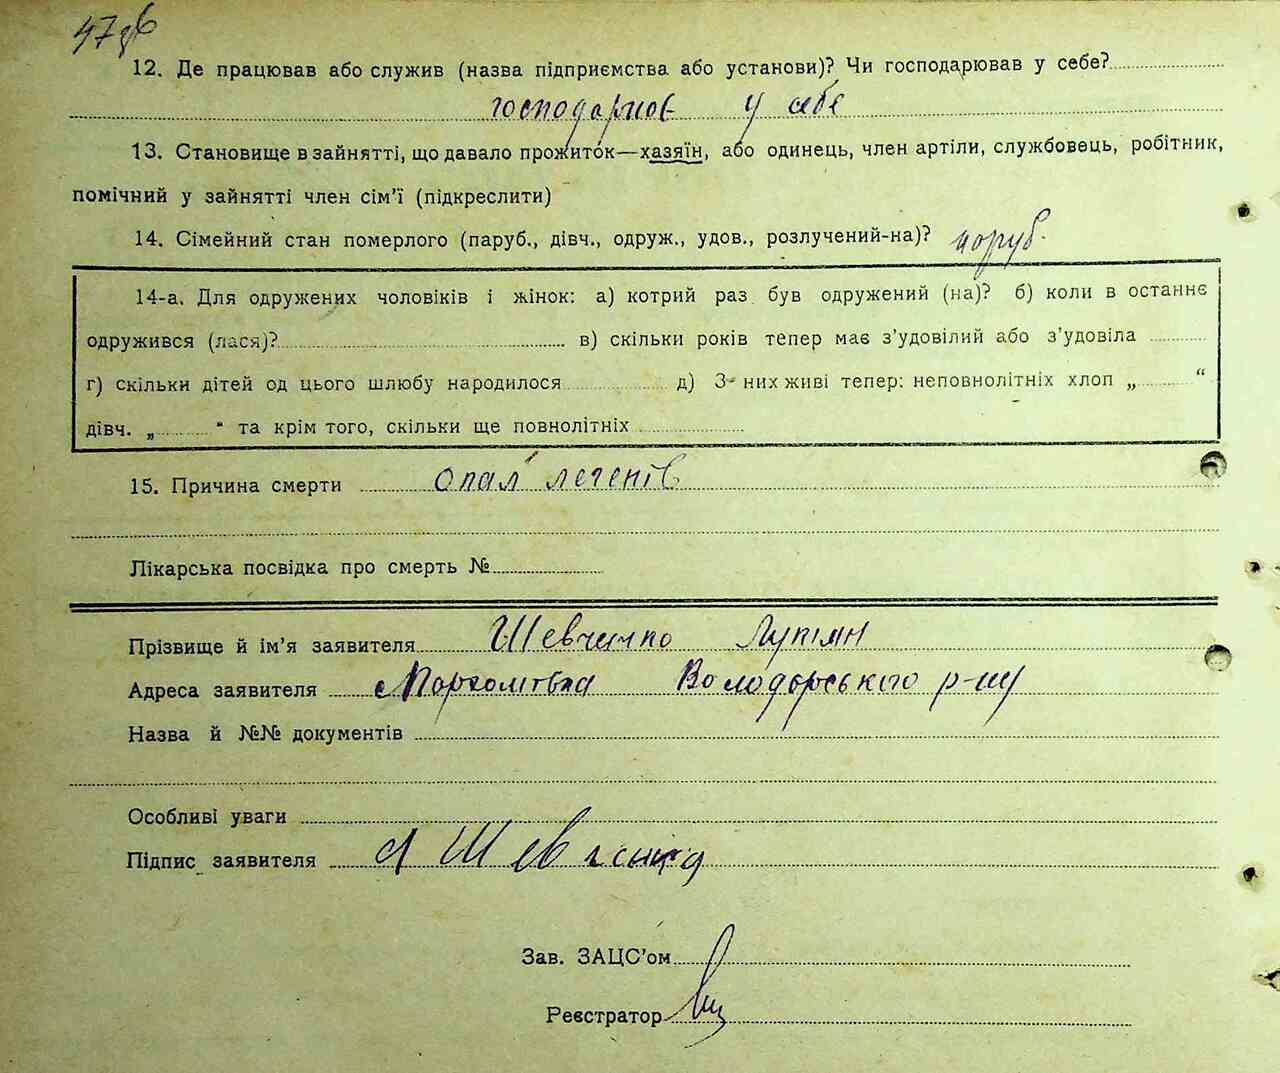 47зв
12. Де працював або служив (назва підприємства або установи)? Чи господарював у себе?
господарюв у себе
13. Становище в зайнятті, що давало прожиток—хазяїн, або одинець, член артіли, службовець, робітник,
помічний у зайнятті член сім’ї (підкреслити)
14. Сімейний стан померлого (паруб., дівч., одруж., удов., розлучений-на)? паруб.
14-а. Для одружених чоловіків і жінок: а) котрий раз був одружений (на)? б) коли в останнє
одружився (лася)? в) скільки років тепер має з’удовілий або з’удовіла
г) скільки дітей од цього шлюбу народилося д) З них живі тепер: неповнолітніх хлоп „ “
дівч. „ “ та крім того, скільки ще повнолітніх
15. Причина смерти опал легенів
Лікарська посвідка про смерть №
Прізвище й ім’я заявителя Шевченко Лукіян
Адреса заявителя Володарського р-ну
Назва й №№ документів
Особливі уваги
Підпис заявителя
Зав. ЗАЦС’ом
Реєстратор